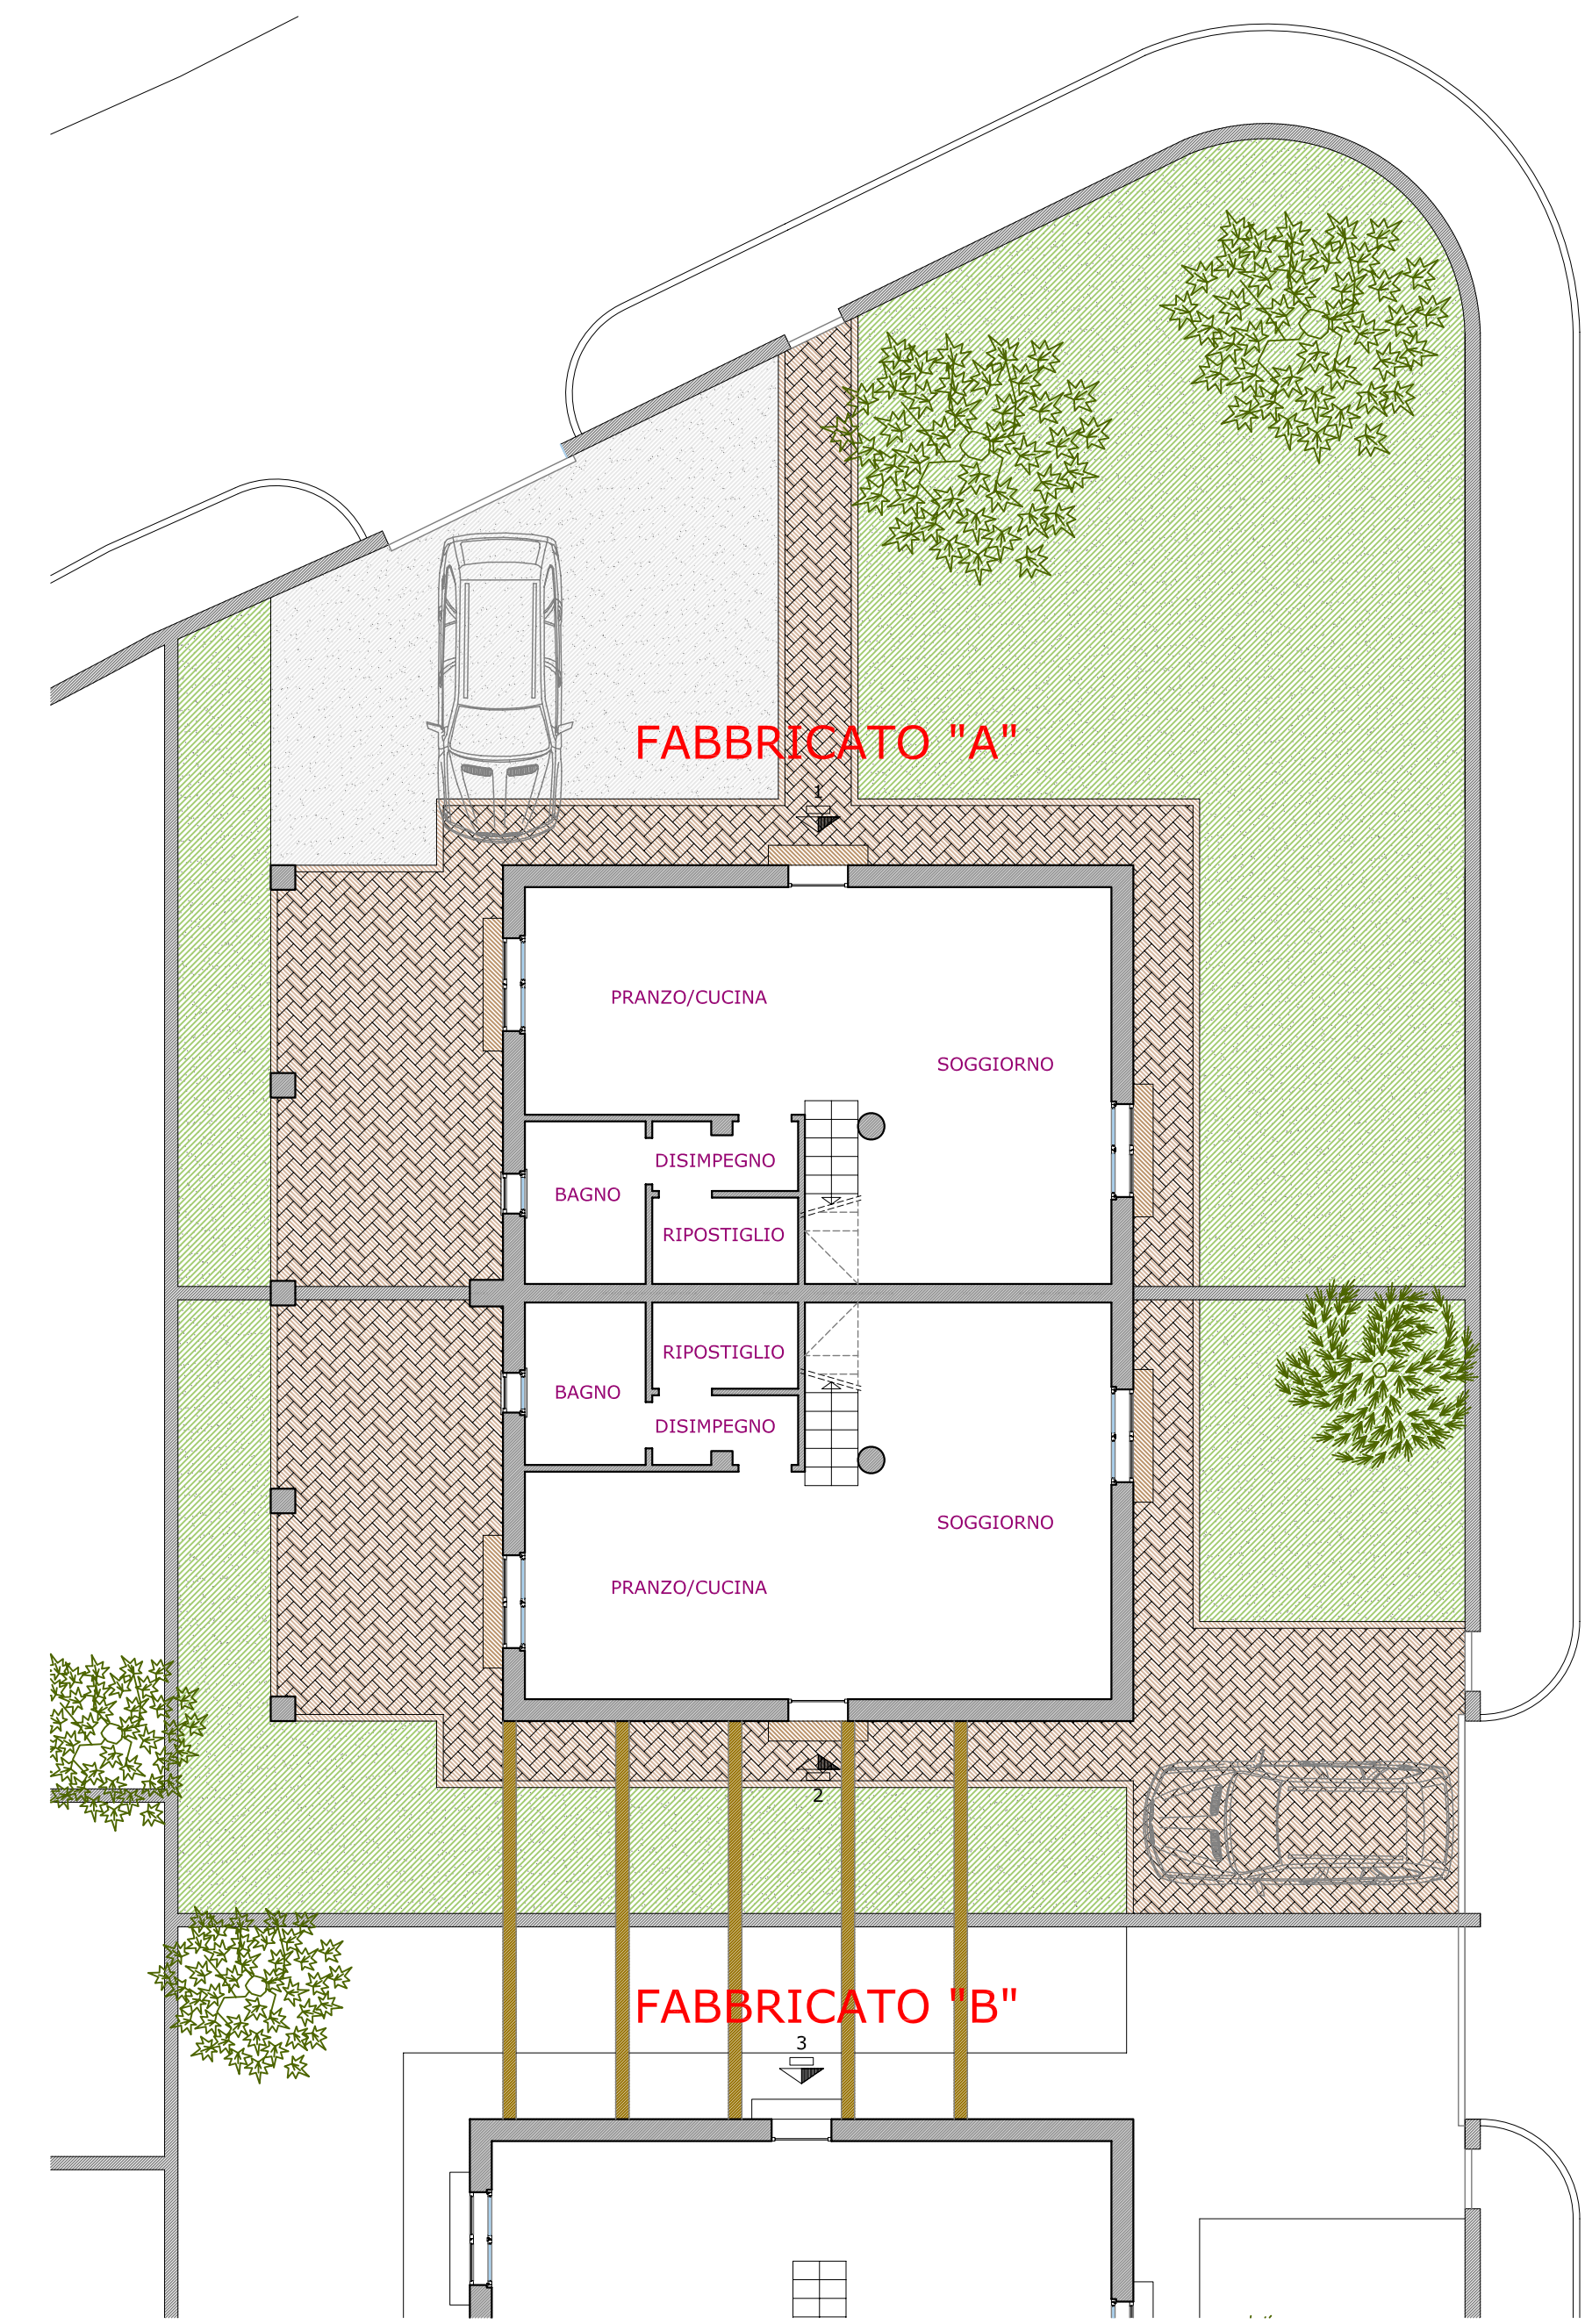 FABBRICATO "A"
1
PRANZO/CUCINA
SOGGIORNO
DISIMPEGNO
BAGNO
RIPOSTIGLIO
RIPOSTIGLIO
BAGNO
DISIMPEGNO
SOGGIORNO
PRANZO/CUCINA
2
FABBRICATO "B"
3